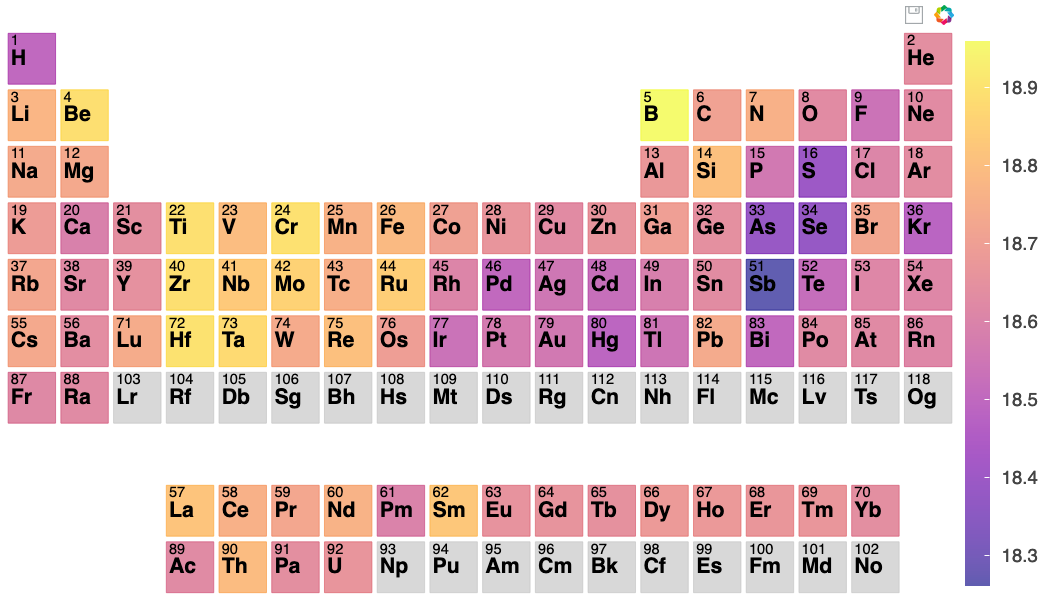 1 2
H He
18.9
3 4 5 6 7 8 9 10
Li Be B C N O F Ne
11 12 13 14 15 16 17 18
Na Mg Al Si P S Cl Ar
18.8
19 20 21 22 23 24 25 26 27 28 29 30 31 32 33 34 35 36
K Ca Sc Ti V Cr Mn Fe Co Ni Cu Zn Ga Ge As Se Br Kr
18.7
37 38 39 40 41 42 43 44 45 46 47 48 49 50 51 52 53 54
Rb Sr Y Zr Nb Mo Tc Ru Rh Pd Ag Cd In Sn Sb Te I Xe
18.6
55 56 71 72 73 74 75 76 77 78 79 80 81 82 83 84 85 86
Cs Ba Lu Hf Ta W Re Os Ir Pt Au Hg Tl Pb Bi Po At Rn
87 88 103 104 105 106 107 108 109 110 111 112 113 114 115 116 117 118
Fr Ra Lr Rf Db Sg Bh Hs Mt Ds Rg Cn Nh Fl Mc Lv Ts Og
18.5
18.4
57 58 59 60 61 62 63 64 65 66 67 68 69 70
La Ce Pr Nd Pm Sm Eu Gd Tb Dy Ho Er Tm Yb
18.3
89 90 91 92 93 94 95 96 97 98 99 100 101 102
Ac Th Pa U Np Pu Am Cm Bk Cf Es Fm Md No